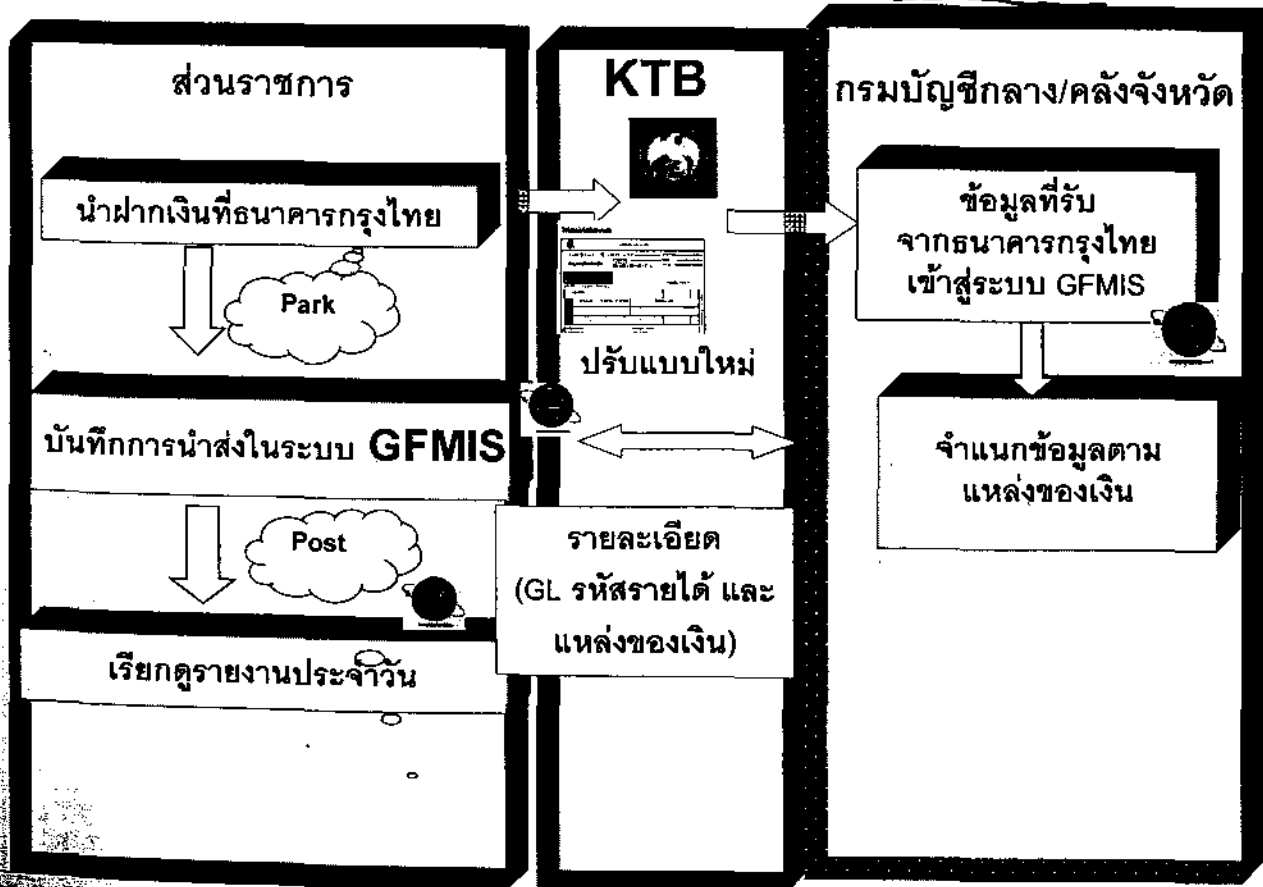 ส่วนราชการ
นำฝากเงินที่ธนาคารกรุงไทย
Park
บันทึกการนำส่งในระบบ GFMIS
Post
เรียกดูรายงานประจำวัน
KTB
ปรับแบบใหม่
รายละเอียด
(GL รหัสรายได้ และ
แหล่งของเงิน)
กรมบัญชีกลาง/คลังจังหวัด
ข้อมูลที่รับ
จากธนาคารกรุงไทย
เข้าสู่ระบบ GFMIS
จำแนกข้อมูลตาม
แหล่งของเงิน